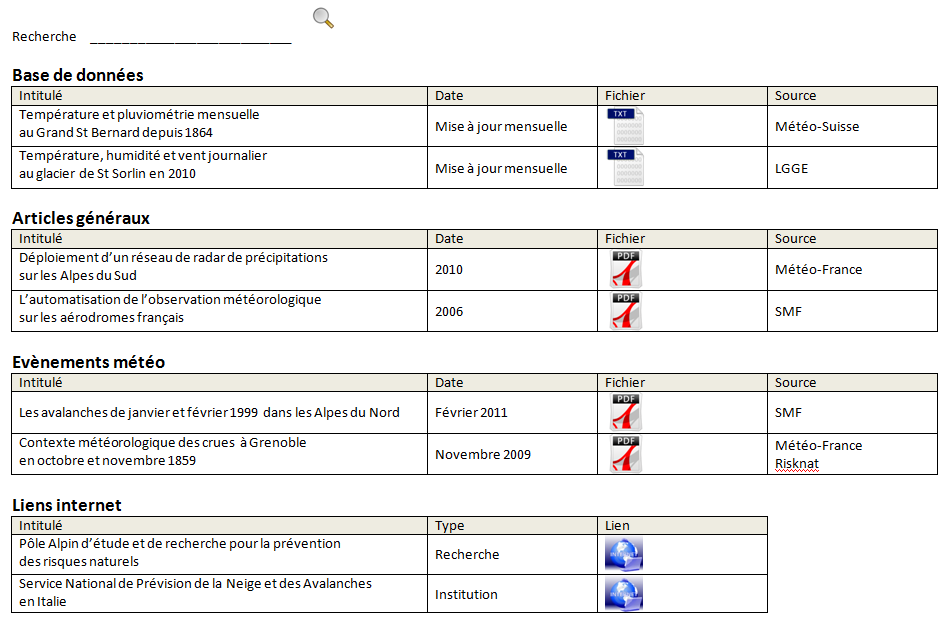 Recherche ___________________________
Base de données
Intitulé Date Fichier Source
Température et pluviométrie mensuelle
au Grand St Bernard depuis 1864
Mise à jour mensuelle TXT Météo-Suisse
Température, humidité et vent journalier
au glacier de St Sorlin en 2010
Mise à jour mensuelle TXT LGGE
Articles généraux
Intitulé Date Fichier Source
Déploiement d’un réseau de radar de précipitations
sur les Alpes du Sud
2010 PDF Météo-France
L’automatisation de l’observation météorologique
sur les aérodromes français
2006 PDF SMF
Evènements météo
Intitulé Date Fichier Source
Les avalanches de janvier et février 1999 dans les Alpes du Nord Février 2011 PDF SMF
Contexte météorologique des crues à Grenoble
en octobre et novembre 1859
Novembre 2009 PDF Météo-France
Risknat
Liens internet
Intitulé Type Lien
Pôle Alpin d’étude et de recherche pour la prévention
des risques naturels
Recherche INTERNET
Service National de Prévision de la Neige et des Avalanches
en Italie
Institution INTERNET